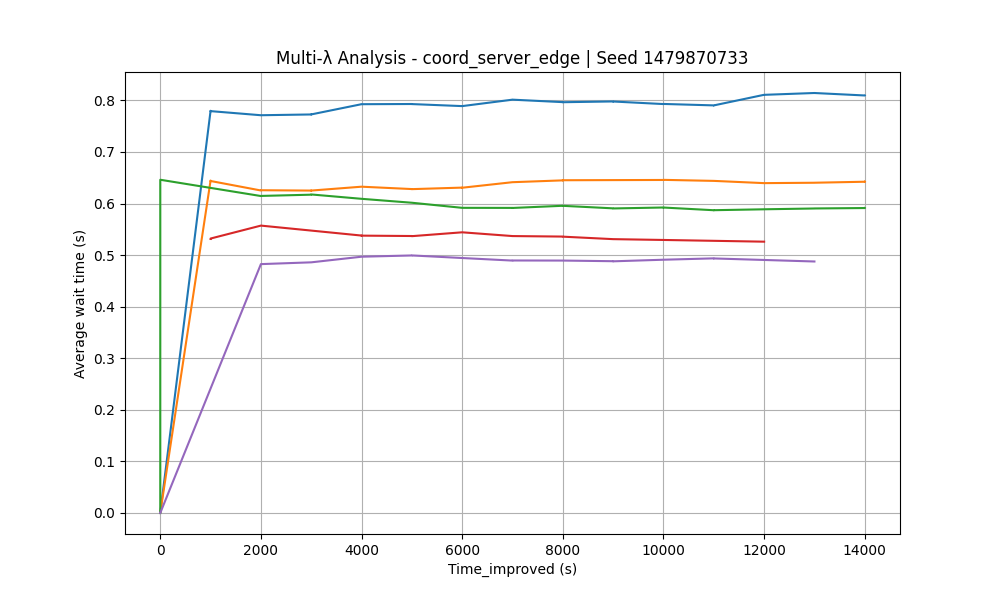 Multi-λ Analysis - coord_server_edge | Seed 1479870733
Average wait time (s)
0.8
0.7
0.6
0.5
0.4
0.3
0.2
0.1
0.0
0 2000 4000 6000 8000 10000 12000 14000
Time_improved (s)